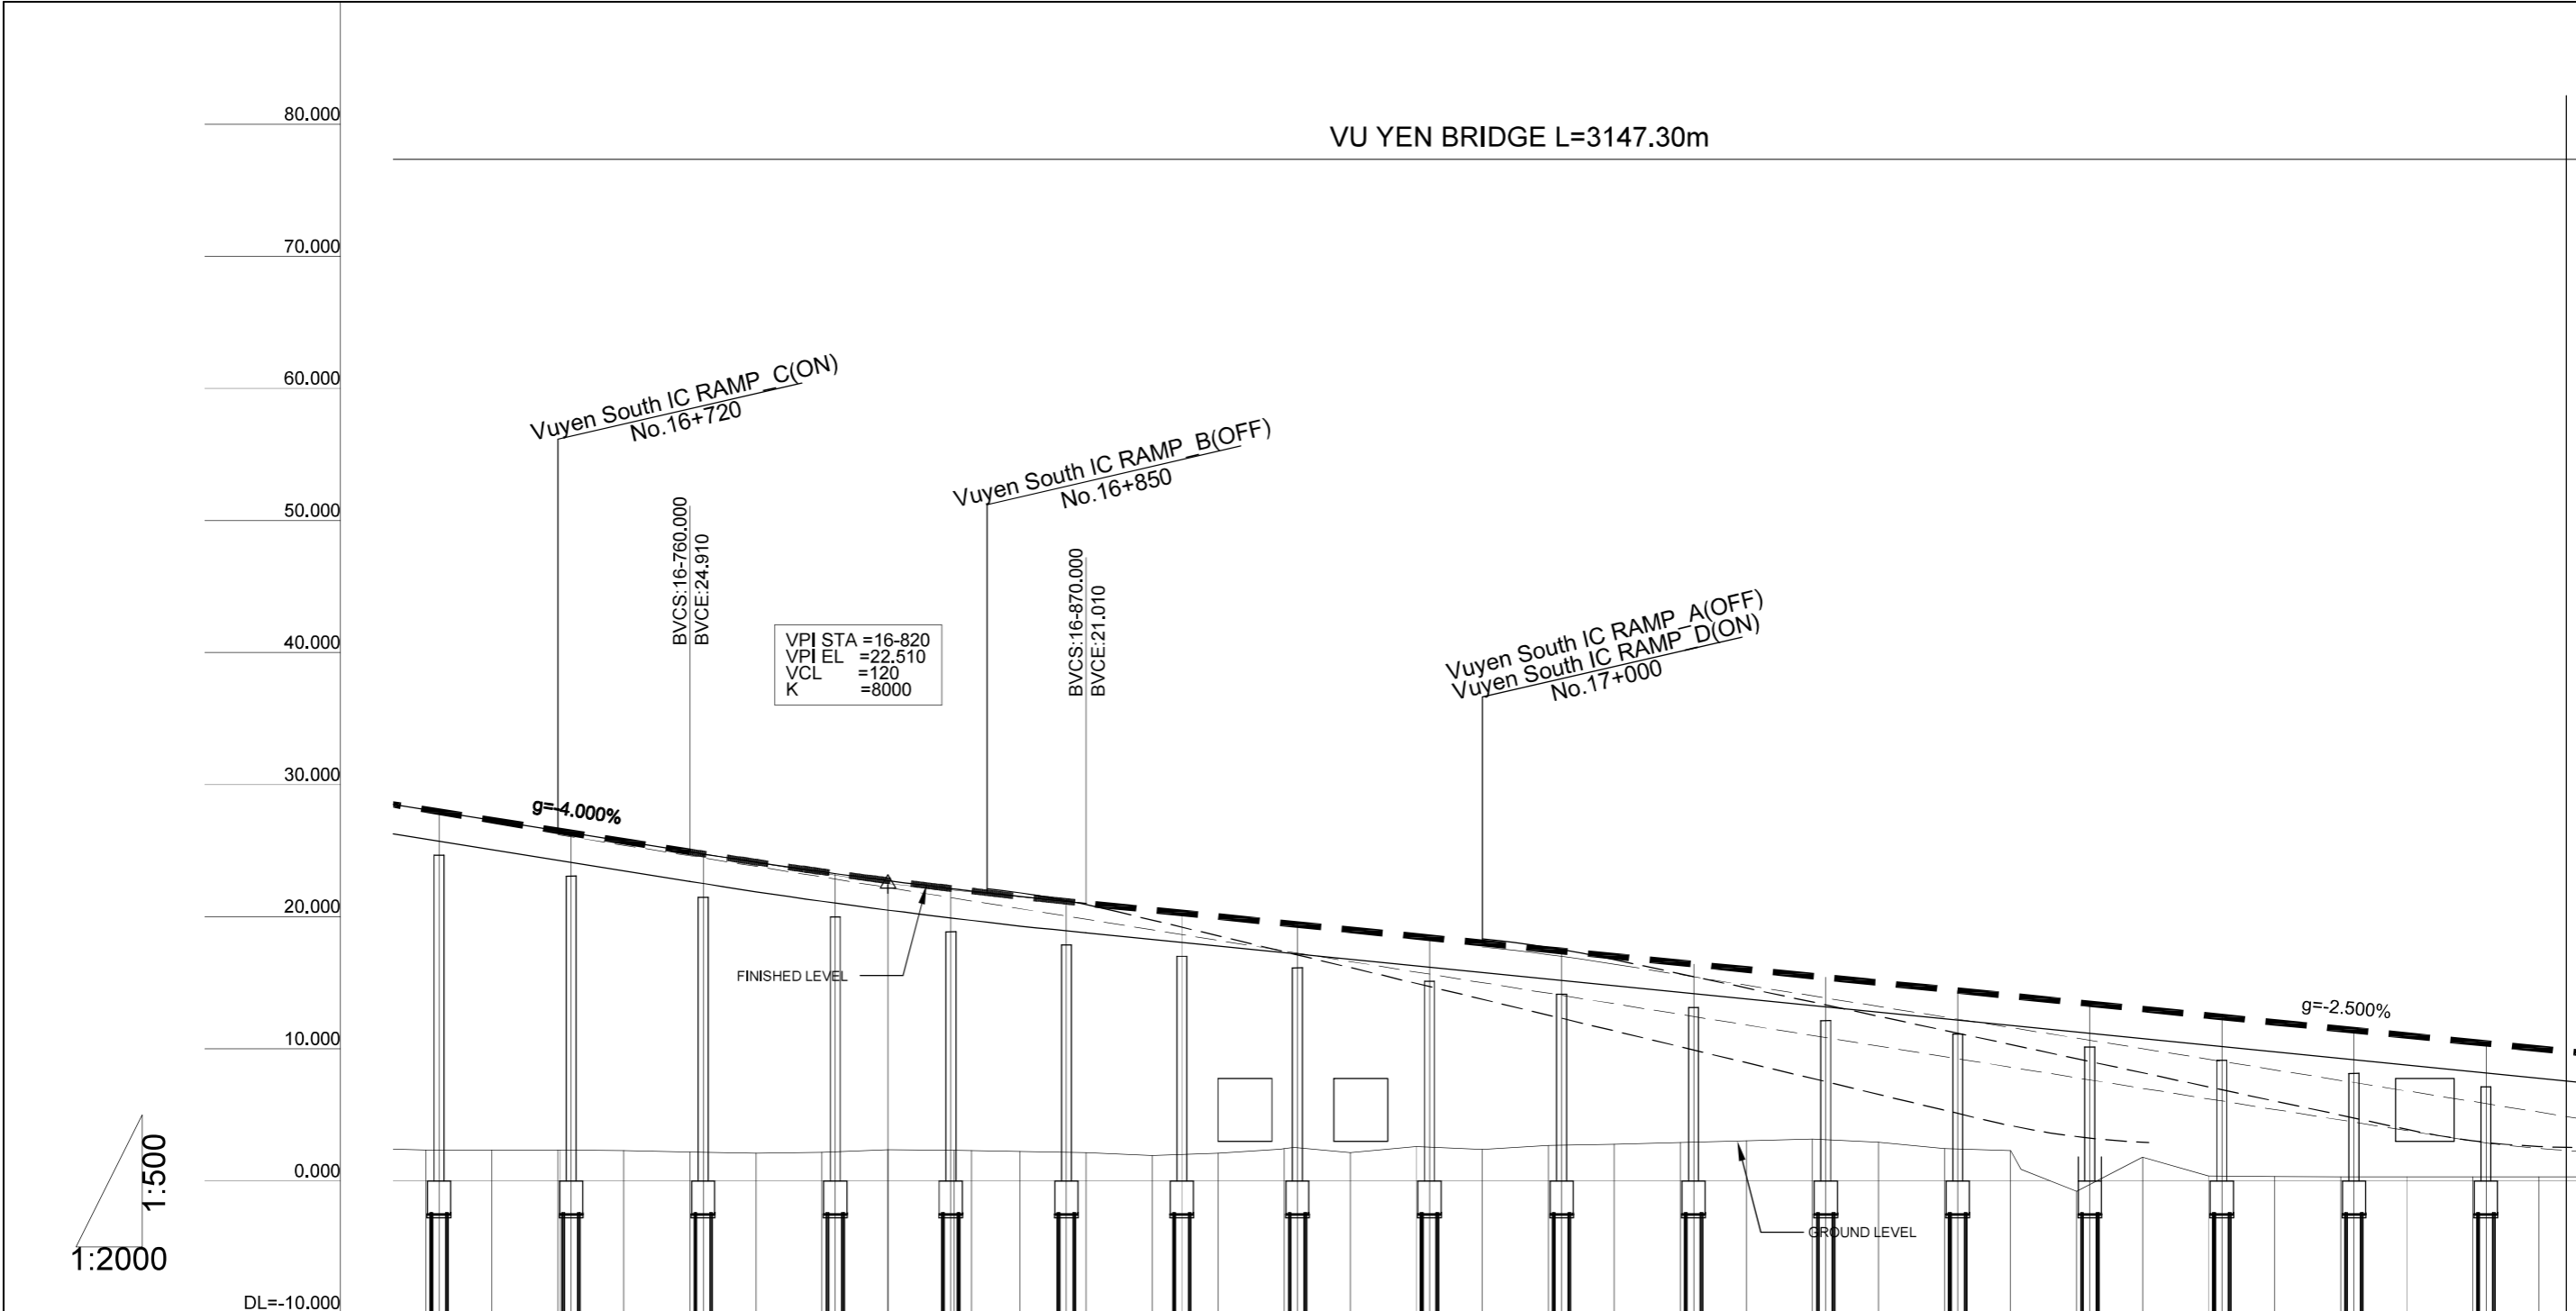 VU YEN BRIDGE L=3147.30m
80.000
70.000
60.000
50.000
40.000
30.000
20.000
10.000
0.000
DL=-10.000
1:500
1:2000
Vuyen South IC RAMP_C(ON)
No.16+720
BVCS:16-760.000
BVCE:24.910
VPI STA =16-820
VPI EL =22.510
VCL =120
K =8000
Vuyen South IC RAMP_B(OFF)
No.16+850
BVCS:16-870.000
BVCE:21.010
Vuyen South IC RAMP_A(OFF)
Vuyen South IC RAMP_D(ON)
No.17+000
g=-4.000%
FINISHED LEVEL
g=-2.500%
GROUND LEVEL